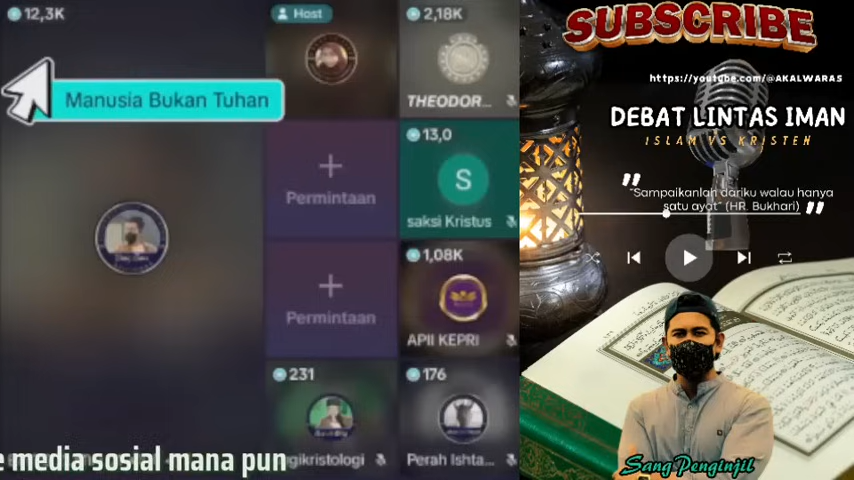 12,3K
Host
2,18K
THEODOR...
Manusia Bukan Tuhan
Permintaan
13,0
S
saksi Kristus
Permintaan
1,08K
APII KEPRI
231
gikristologi
176
Perah Ishta...
e media sosial mana pun
SUBSCRIBE
https://youtube.com/@AKALWARAS
DEBAT LINTAS IMAN
ISLAM VS KRISTEN
"Sampaikanlah dariku walau hanya
satu ayat" (HR. Bukhari)
Sang Penginjil